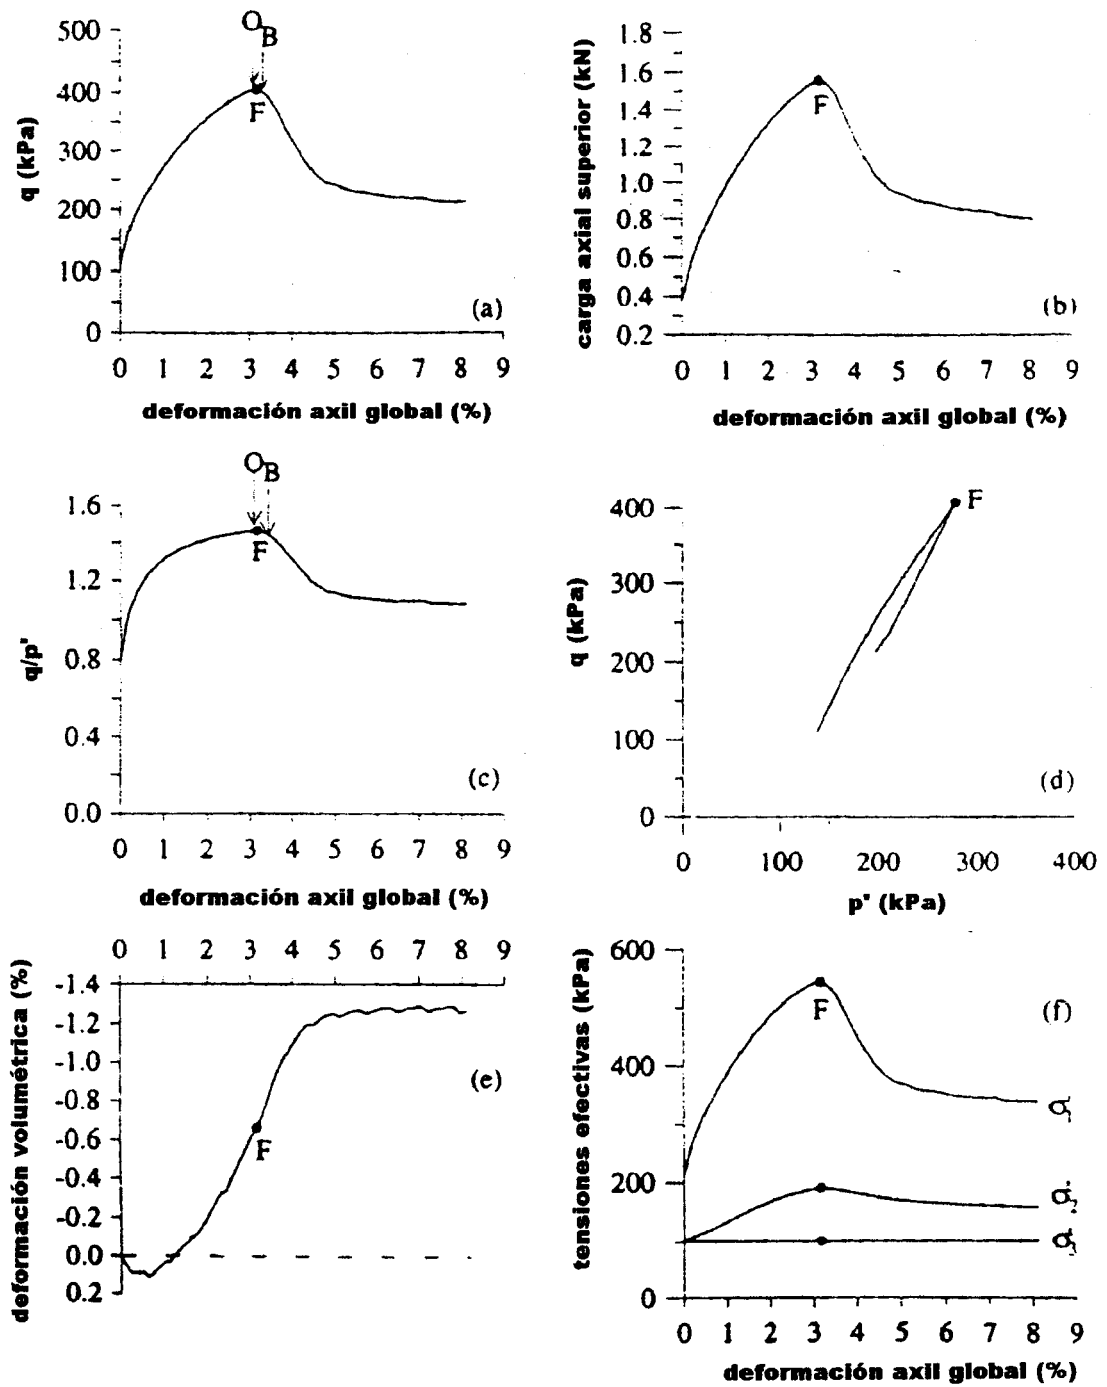 500
400
300
200
100
0
q (kPa)
O
B
F
(a)
0 1 2 3 4 5 6 7 8 9
deformación axil global (%)
1.8
1.6
1.4
1.2
1.0
0.8
0.6
0.4
0.2
carga axial superior (kN)
F
(b)
0 1 2 3 4 5 6 7 8 9
deformación axil global (%)
1.6
1.2
0.8
0.4
0.0
q/p'
O
B
F
(c)
0 1 2 3 4 5 6 7 8 9
deformación axil global (%)
400
300
200
100
0
q (kPa)
F
(d)
0 100 200 300 400
p' (kPa)
0 1 2 3 4 5 6 7 8 9
-1.4
-1.2
-1.0
-0.8
-0.6
-0.4
-0.2
0.0
0.2
deformación volumétrica (%)
F
(e)
600
400
200
0
tensiones efectivas (kPa)
F
(f)
σ'₁
σ'₂
σ'₃
0 1 2 3 4 5 6 7 8 9
deformación axil global (%)